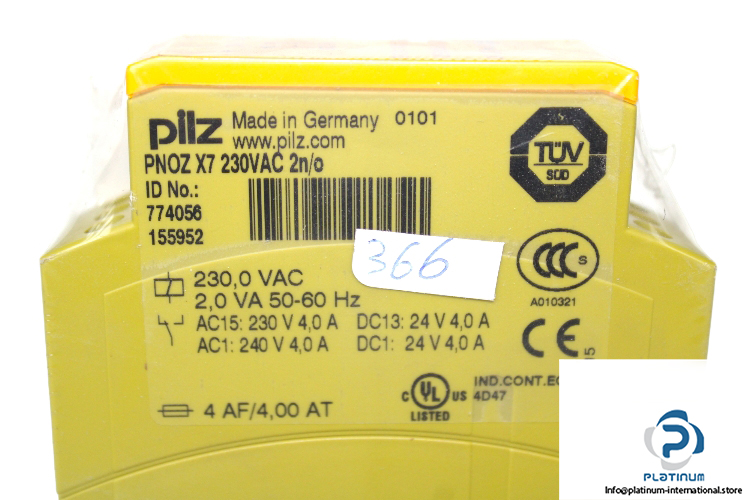 pilz Made in Germany 0101
www.pilz.com
PNOZ X7 230VAC 2n/o
ID No.:
774056
155952
TÜV
SÜD
366
CCC S
A010321
230,0 VAC
2,0 VA 50-60 Hz
AC15: 230 V 4,0 A DC13: 24 V 4,0 A
AC1: 240 V 4,0 A DC1: 24 V 4,0 A
CE
C UL US
LISTED
IND.CONT.EQ
4D47
4 AF/4,00 AT
PLATINUM
Info@platinum-international.store